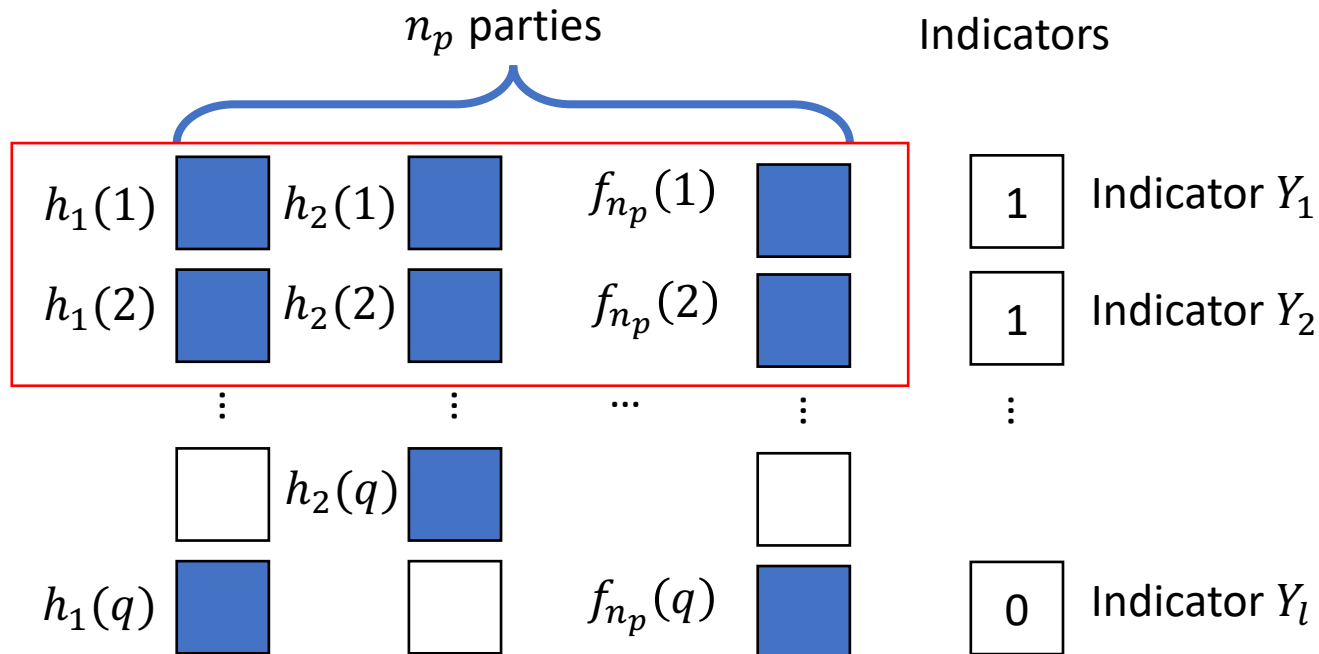 n_p parties Indicators
h_1(1) h_2(1) f_{n_p}(1) 1 Indicator Y_1
h_1(2) h_2(2) f_{n_p}(2) 1 Indicator Y_2
⋮ ⋮ ... ⋮ ⋮
h_2(q)
h_1(q) f_{n_p}(q) 0 Indicator Y_l